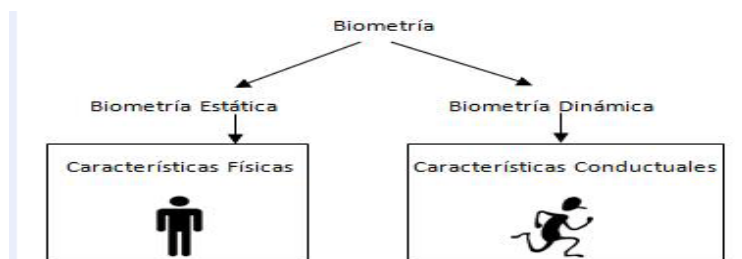 Biometría
Biometría Estática
Biometría Dinámica
Características Físicas
Características Conductuales